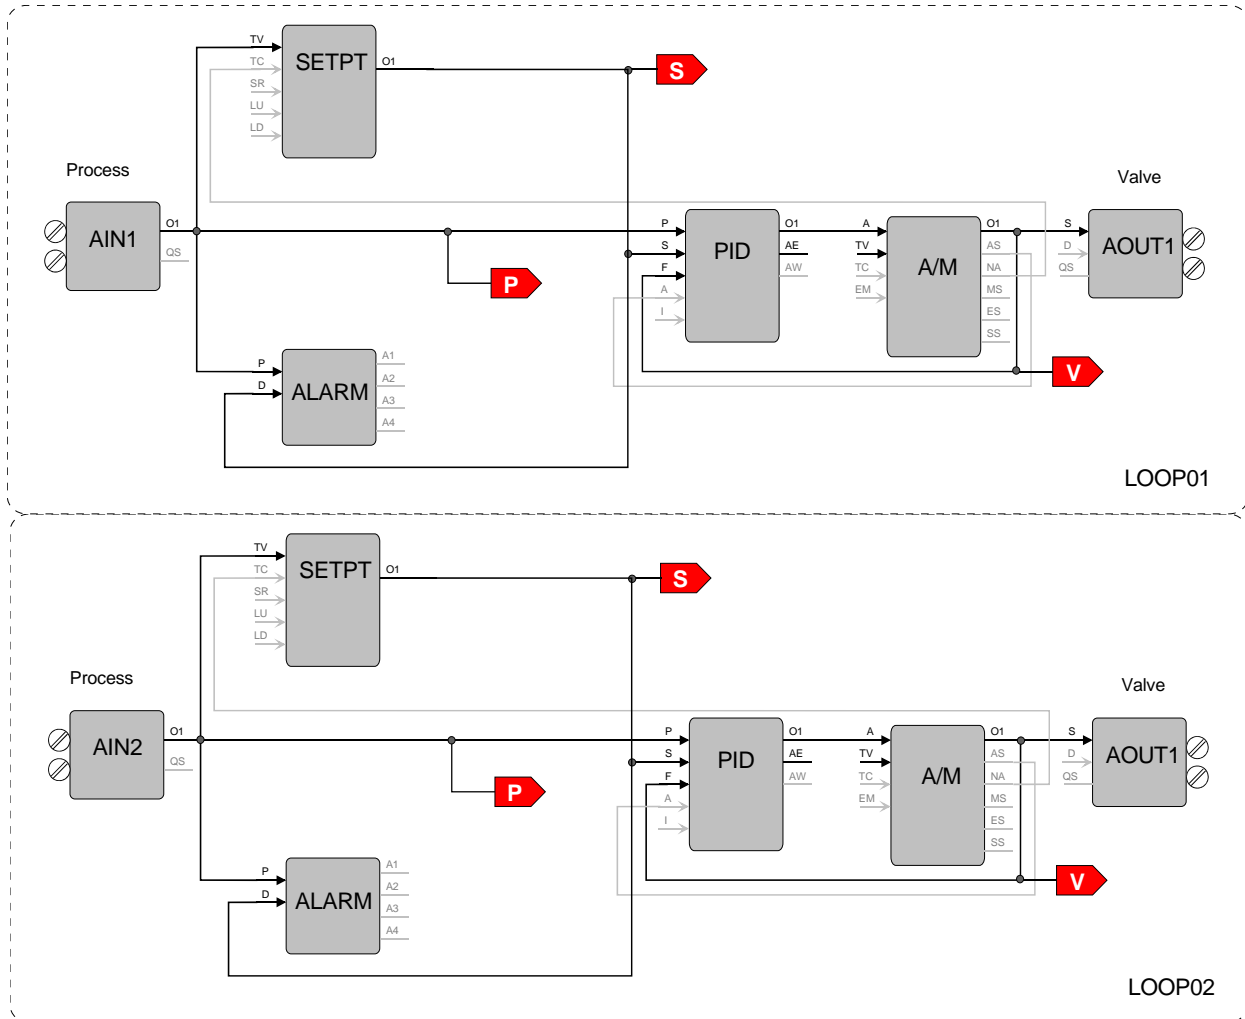 TV
TC
SR
LU
LD
SETPT
O1
S
Process
AIN1
O1
QS
P
P
S
F
A
I
PID
O1
AE
AW
A
TV
TC
EM
A/M
O1
AS
NA
MS
ES
SS
Valve
S
D
QS
AOUT1
P
D
ALARM
A1
A2
A3
A4
V
LOOP01
TV
TC
SR
LU
LD
SETPT
O1
S
Process
AIN2
O1
QS
P
P
S
F
A
I
PID
O1
AE
AW
A
TV
TC
EM
A/M
O1
AS
NA
MS
ES
SS
Valve
S
D
QS
AOUT1
P
D
ALARM
A1
A2
A3
A4
V
LOOP02